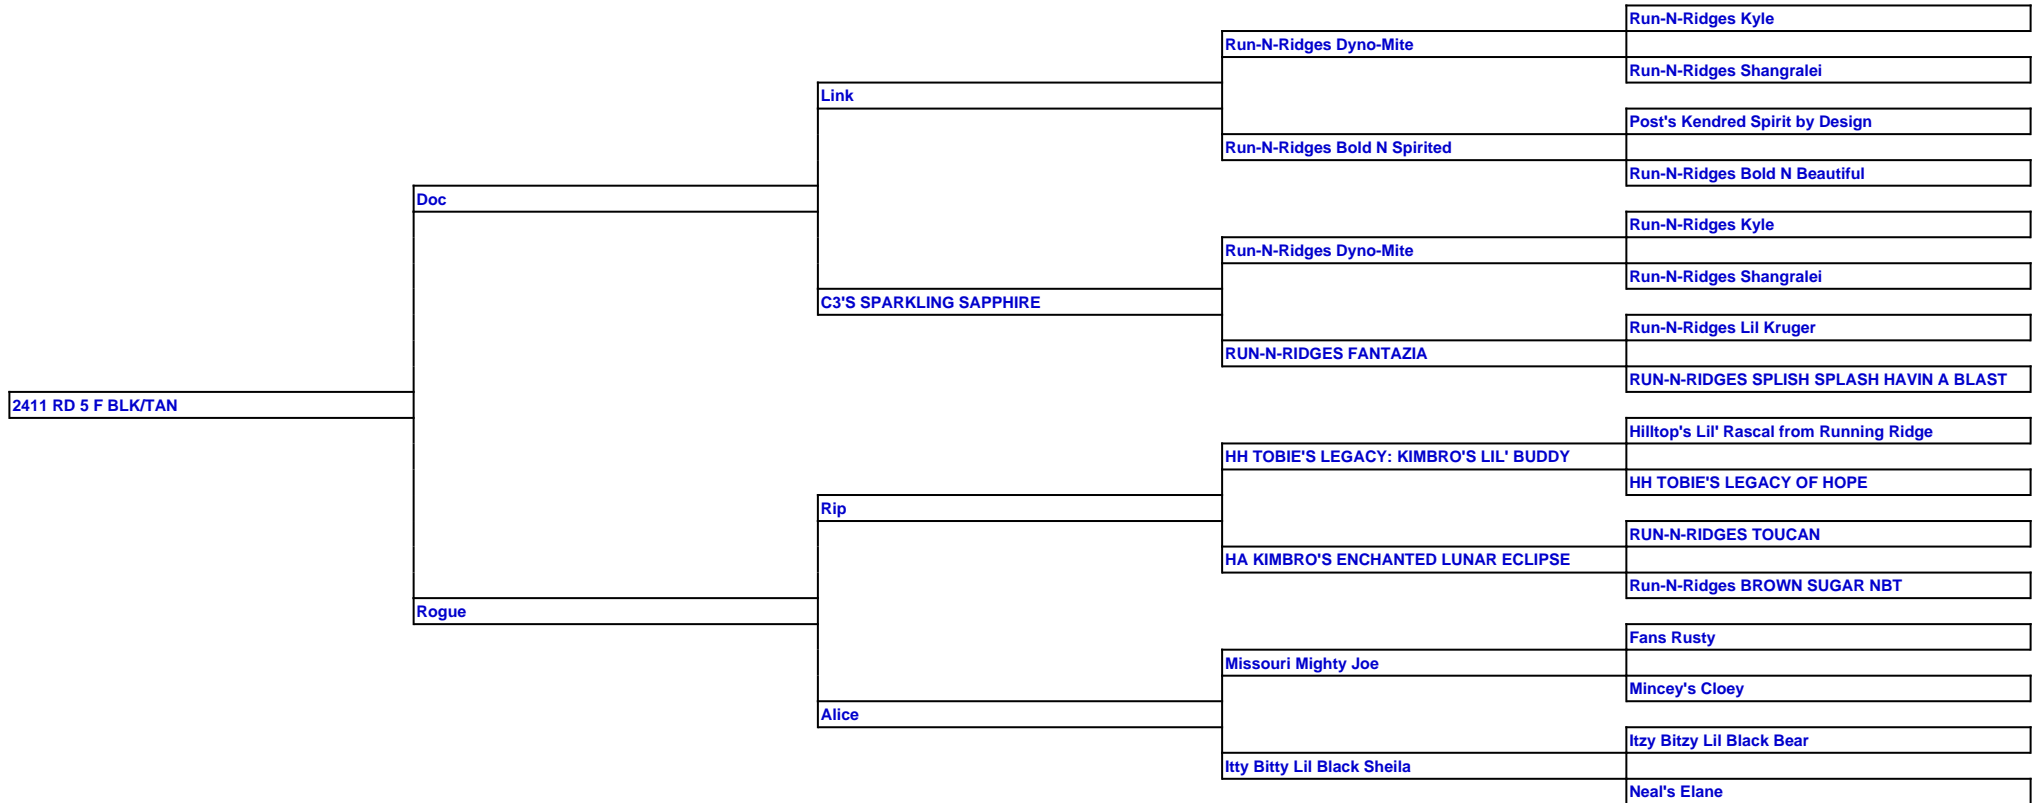 Run-N-Ridges Kyle
Run-N-Ridges Dyno-Mite
Run-N-Ridges Shangralei
Link
Post's Kendred Spirit by Design
Run-N-Ridges Bold N Spirited
Run-N-Ridges Bold N Beautiful
Doc
Run-N-Ridges Kyle
Run-N-Ridges Dyno-Mite
Run-N-Ridges Shangralei
C3'S SPARKLING SAPPHIRE
Run-N-Ridges Lil Kruger
RUN-N-RIDGES FANTAZIA
RUN-N-RIDGES SPLISH SPLASH HAVIN A BLAST
2411 RD 5 F BLK/TAN
Hilltop's Lil' Rascal from Running Ridge
HH TOBIE'S LEGACY: KIMBRO'S LIL' BUDDY
HH TOBIE'S LEGACY OF HOPE
Rip
RUN-N-RIDGES TOUCAN
HA KIMBRO'S ENCHANTED LUNAR ECLIPSE
Run-N-Ridges BROWN SUGAR NBT
Rogue
Fans Rusty
Missouri Mighty Joe
Mincey's Cloey
Alice
Itzy Bitzy Lil Black Bear
Itty Bitty Lil Black Sheila
Neal's Elane